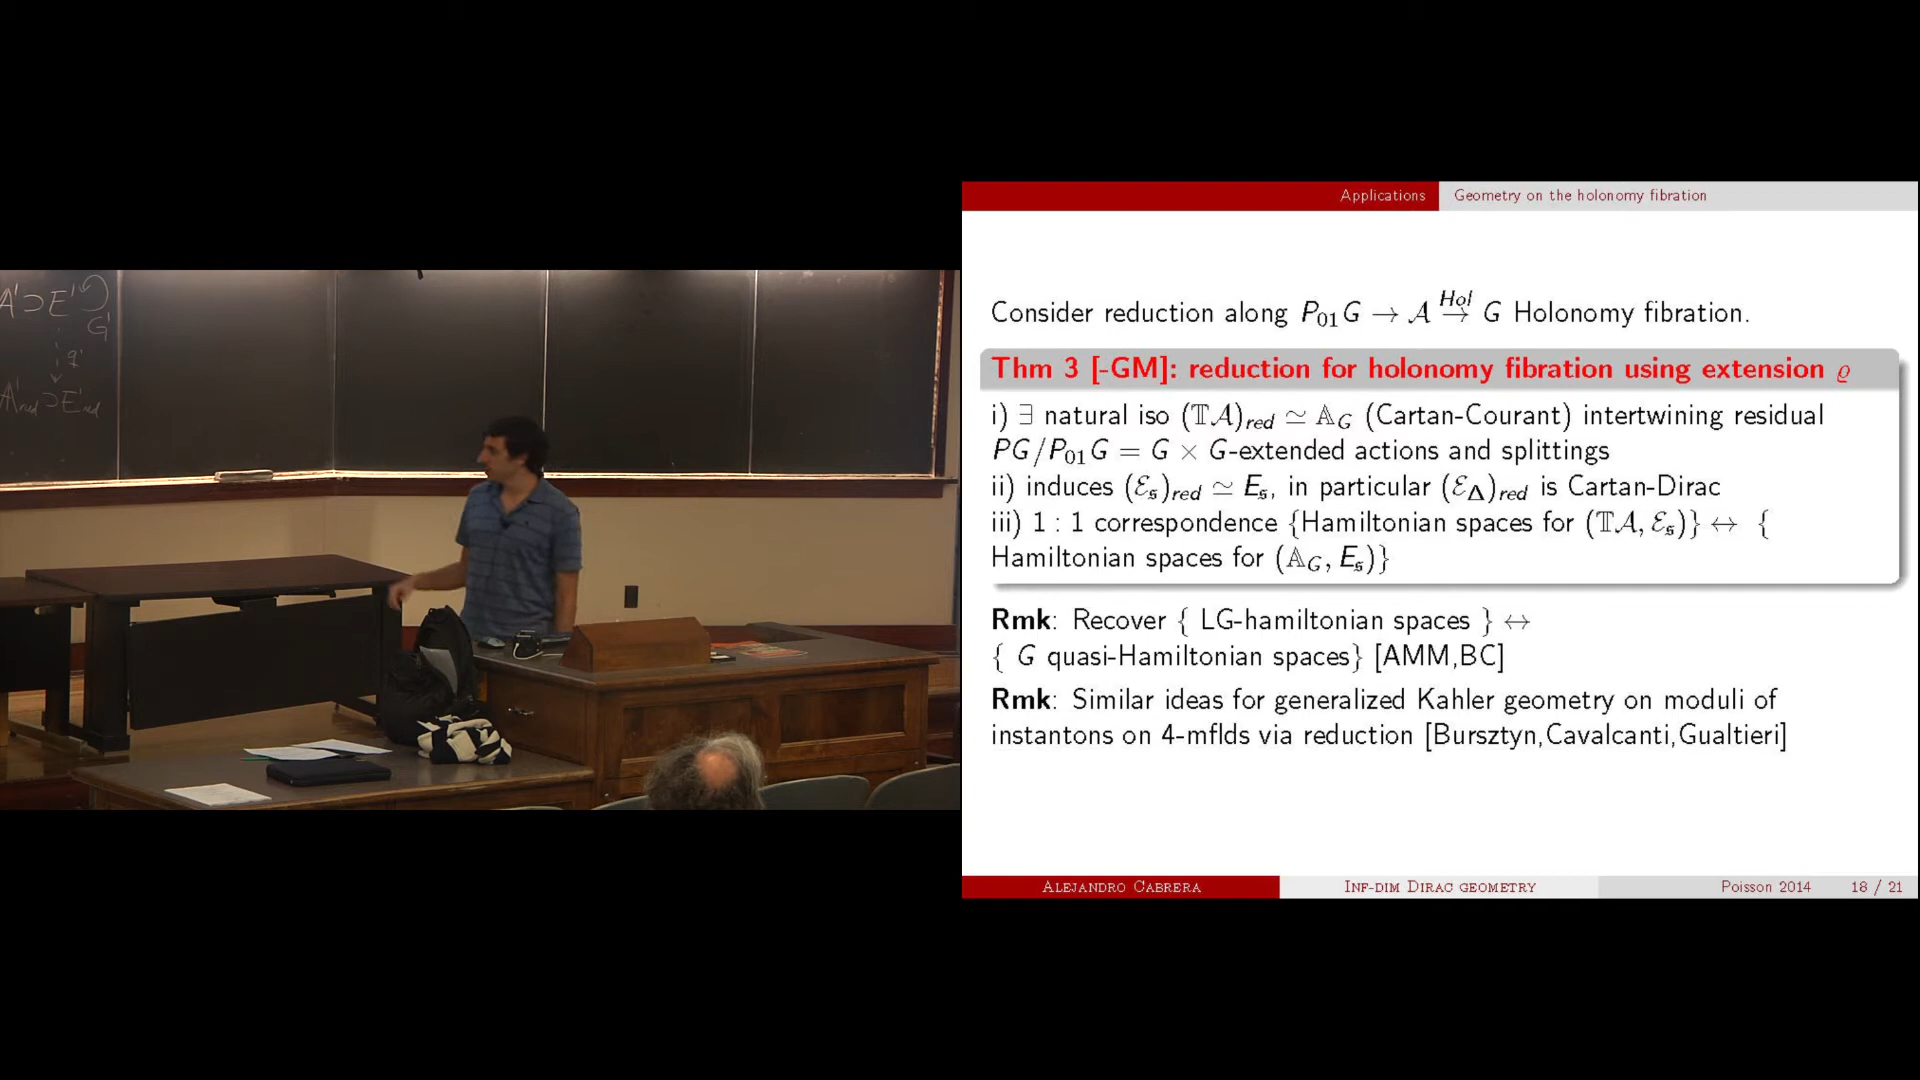 𝔸' ⊃ E'
G'
q'
𝔸'red ⊃ E'red
Applications Geometry on the holonomy fibration
Consider reduction along P₀₁G → 𝒜 →^{Hol} G Holonomy fibration.
Thm 3 [-GM]: reduction for holonomy fibration using extension ϱ
i) ∃ natural iso (𝕋𝒜)_{red} ≃ 𝔸_G (Cartan-Courant) intertwining residual
PG/P₀₁G = G × G-extended actions and splittings
ii) induces (ℰ_𝔰)_{red} ≃ E_𝔰, in particular (ℰ_Δ)_{red} is Cartan-Dirac
iii) 1 : 1 correspondence {Hamiltonian spaces for (𝕋𝒜, ℰ_𝔰)} ↔ {
Hamiltonian spaces for (𝔸_G, E_𝔰)}
Rmk: Recover { LG-hamiltonian spaces } ↔
{ G quasi-Hamiltonian spaces} [AMM,BC]
Rmk: Similar ideas for generalized Kahler geometry on moduli of
instantons on 4-mflds via reduction [Bursztyn,Cavalcanti,Gualtieri]
Alejandro Cabrera Inf-dim Dirac geometry Poisson 2014 18 / 21